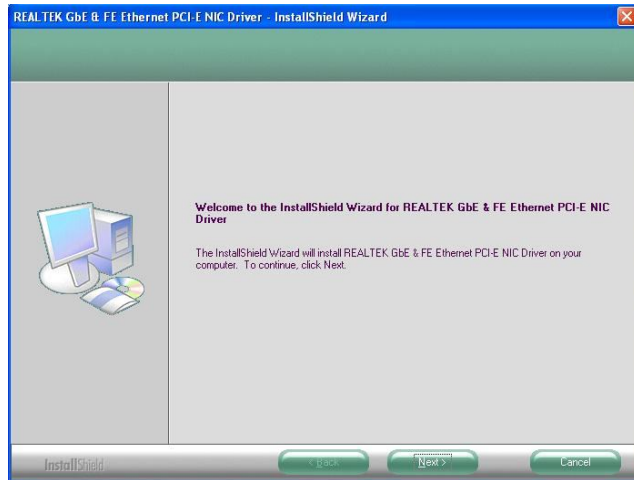 REALTEK GbE & FE Ethernet PCI-E NIC Driver - InstallShield Wizard
Welcome to the InstallShield Wizard for REALTEK GbE & FE Ethernet PCI-E NIC
Driver
The InstallShield Wizard will install REALTEK GbE & FE Ethernet PCI-E NIC Driver on your
computer. To continue, click Next.
InstallShield
< Back
Next >
Cancel